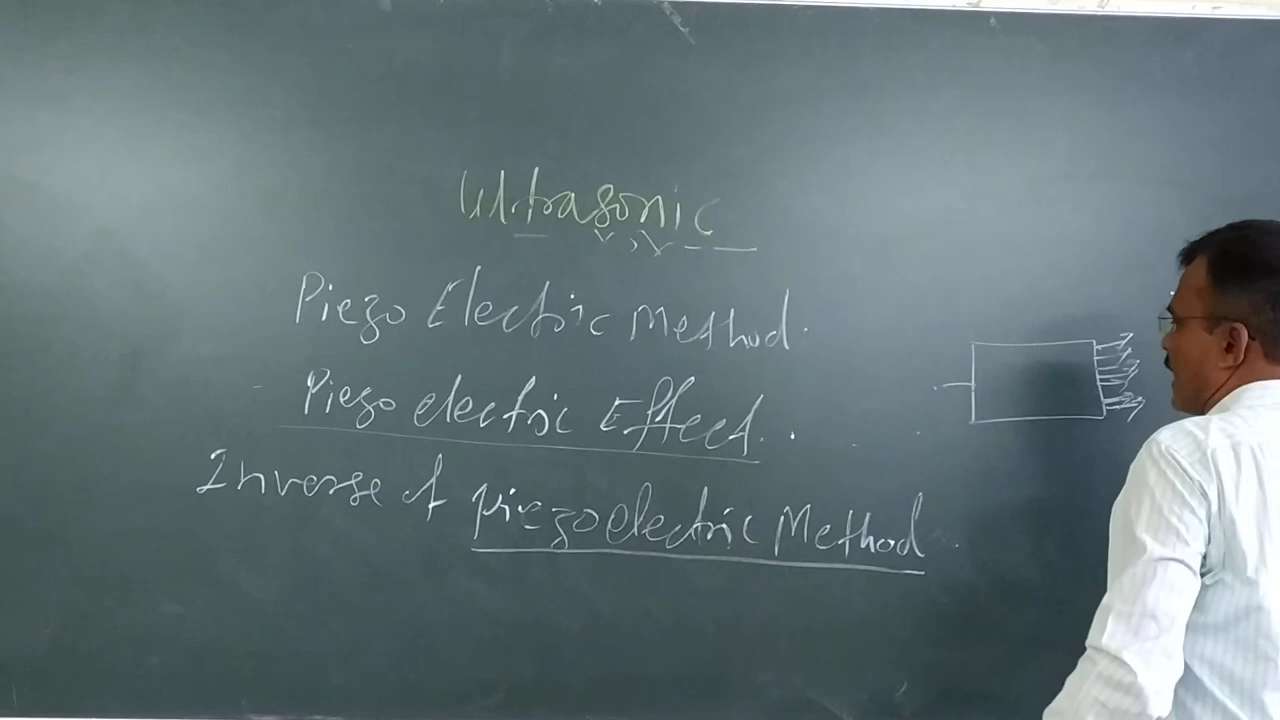 Ultrasonic
Piezo Electric Method.
Piezo electric Effect.
Inverse of piezoelectric Method